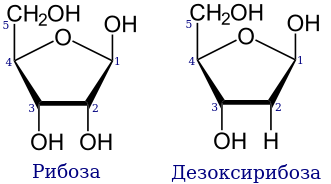 CH2OH OH
5 O
4 1
3 2
OH OH
Рибоза
CH2OH OH
5 O
4 1
3 2
OH H
Дезоксирибоза